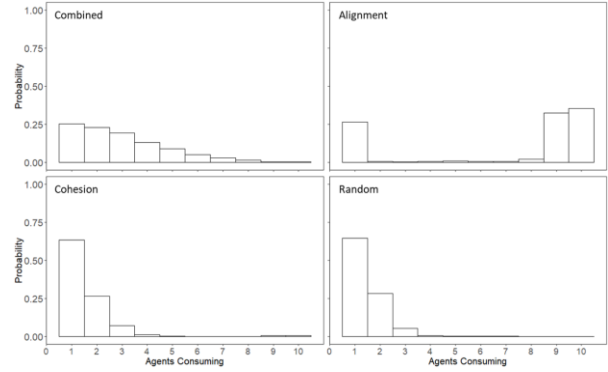 Combined
Alignment
1.00
0.75
0.50
0.25
0.00
Probability
Cohesion
Random
1.00
0.75
0.50
0.25
0.00
Probability
0 1 2 3 4 5 6 7 8 9 10 0 1 2 3 4 5 6 7 8 9 10
Agents Consuming Agents Consuming